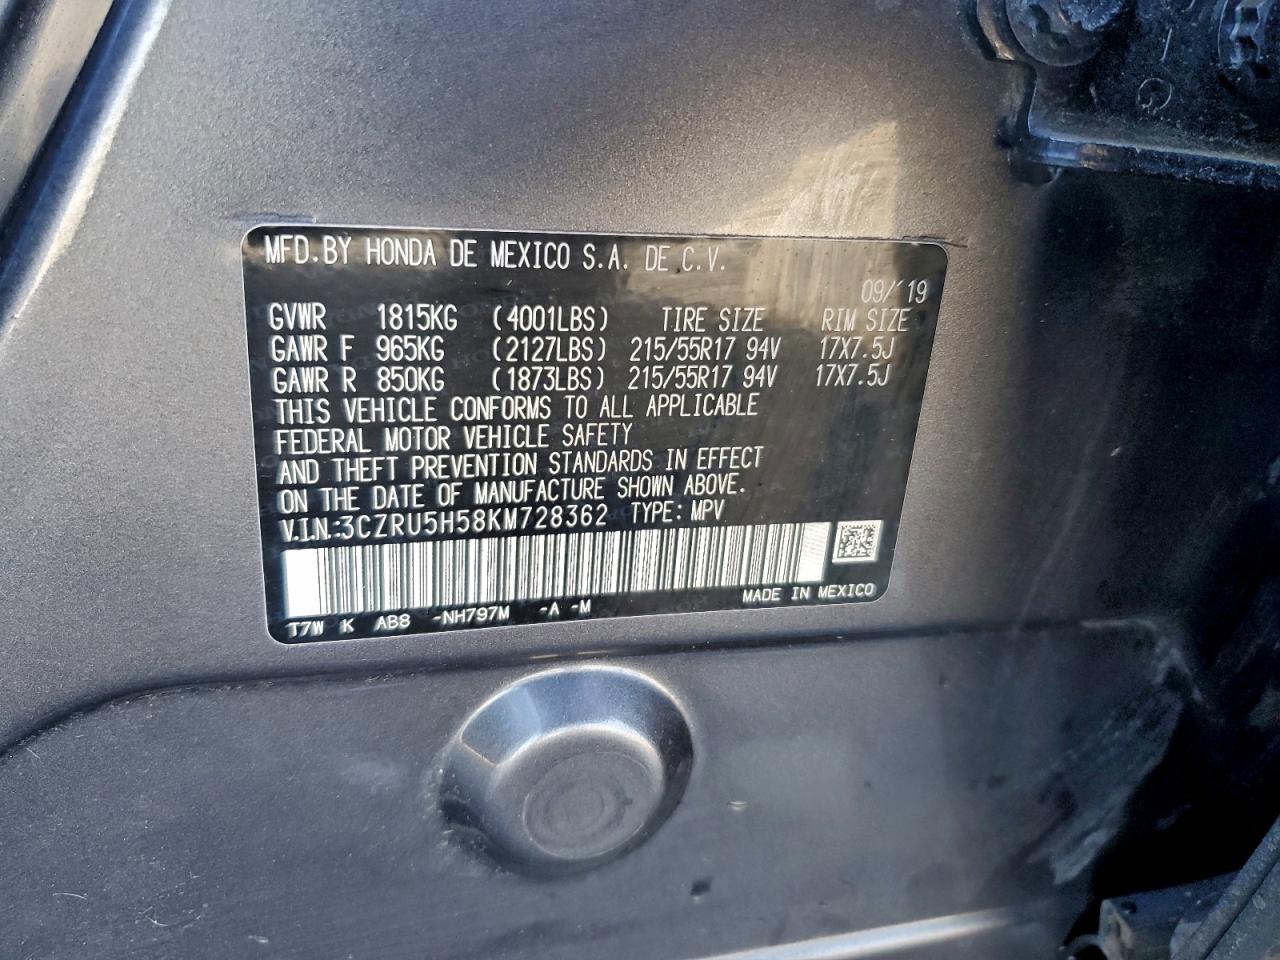 MFD. BY HONDA DE MEXICO S.A. DE C.V.
09/'19
GVWR 1815KG (4001LBS) TIRE SIZE RIM SIZE
GAWR F 965KG (2127LBS) 215/55R17 94V 17X7.5J
GAWR R 850KG (1873LBS) 215/55R17 94V 17X7.5J
THIS VEHICLE CONFORMS TO ALL APPLICABLE
FEDERAL MOTOR VEHICLE SAFETY
AND THEFT PREVENTION STANDARDS IN EFFECT
ON THE DATE OF MANUFACTURE SHOWN ABOVE.
V.I.N.:3CZRU5H58KM728362 TYPE: MPV
MADE IN MEXICO
T7W K AB8 -NH797M -A -M